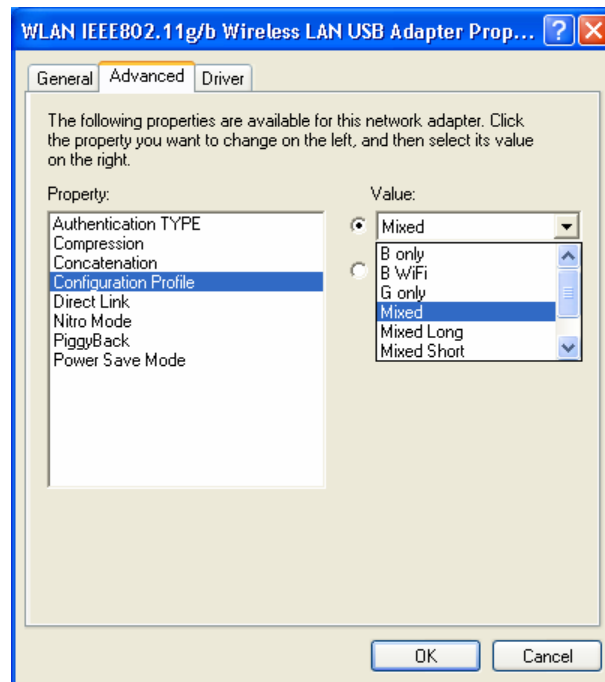 WLAN IEEE802.11g/b Wireless LAN USB Adapter Prop...
General Advanced Driver
The following properties are available for this network adapter. Click
the property you want to change on the left, and then select its value
on the right.
Property:
Value:
Authentication TYPE
Compression
Concatenation
Configuration Profile
Direct Link
Nitro Mode
PiggyBack
Power Save Mode
Mixed
B only
B WiFi
G only
Mixed
Mixed Long
Mixed Short
OK Cancel